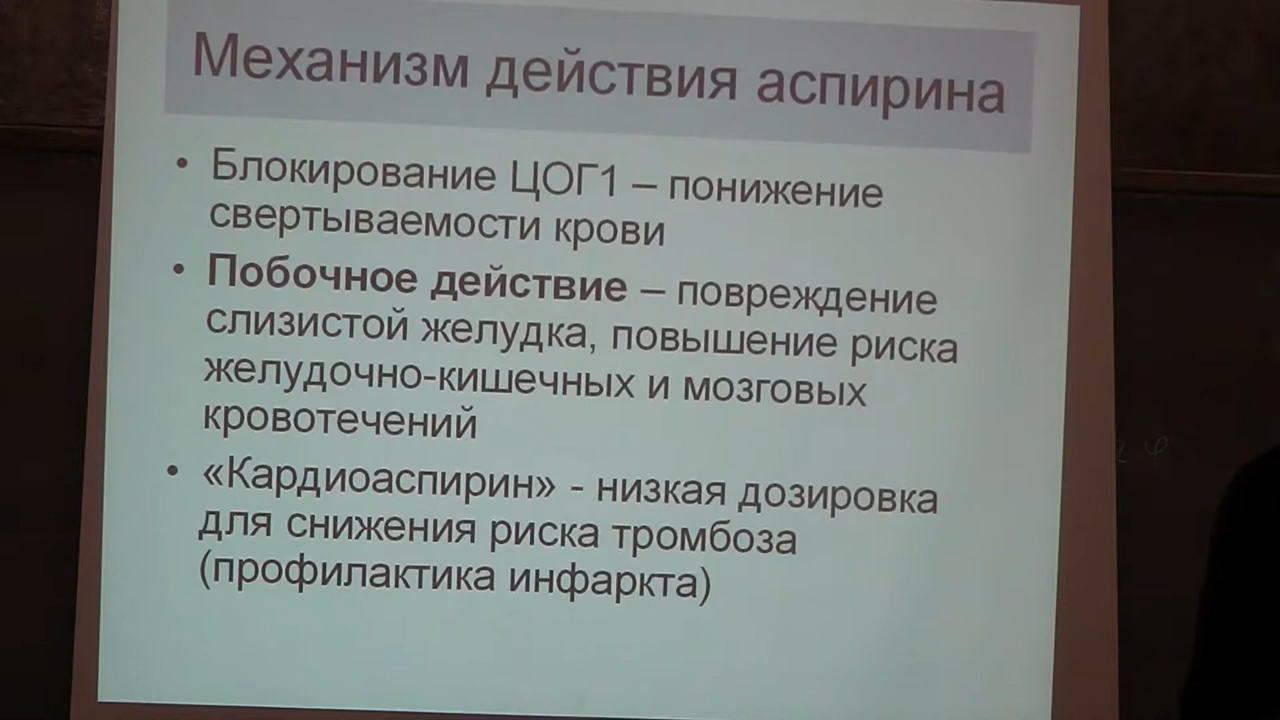 Механизм действия аспирина
• Блокирование ЦОГ1 – понижение
свертываемости крови
• Побочное действие – повреждение
слизистой желудка, повышение риска
желудочно-кишечных и мозговых
кровотечений
• «Кардиоаспирин» - низкая дозировка
для снижения риска тромбоза
(профилактика инфаркта)